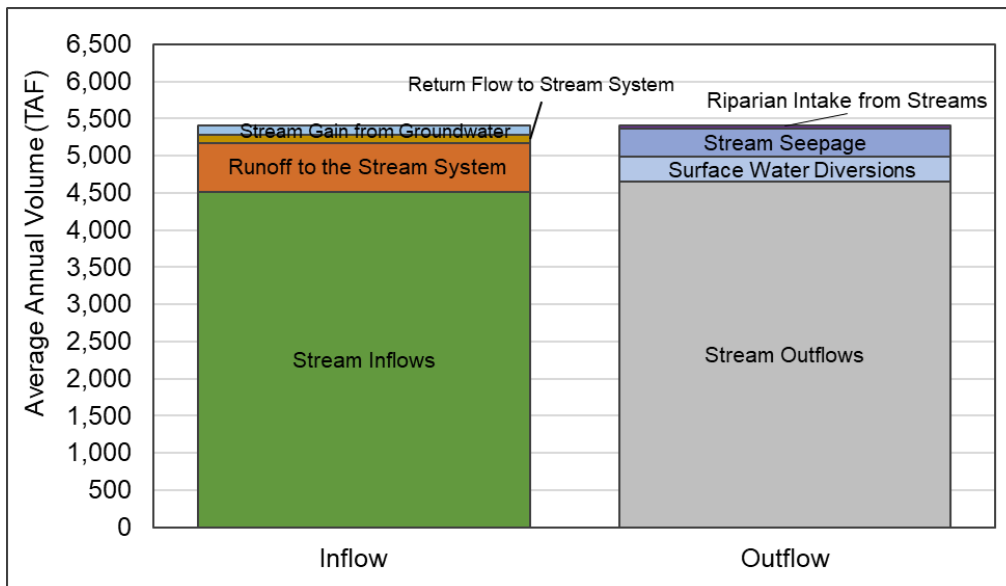 Average Annual Volume (TAF)
6,500
6,000
5,500
5,000
4,500
4,000
3,500
3,000
2,500
2,000
1,500
1,000
500
0
Return Flow to Stream System
Stream Gain from Groundwater
Runoff to the Stream System
Stream Inflows
Riparian Intake from Streams
Stream Seepage
Surface Water Diversions
Stream Outflows
Inflow
Outflow